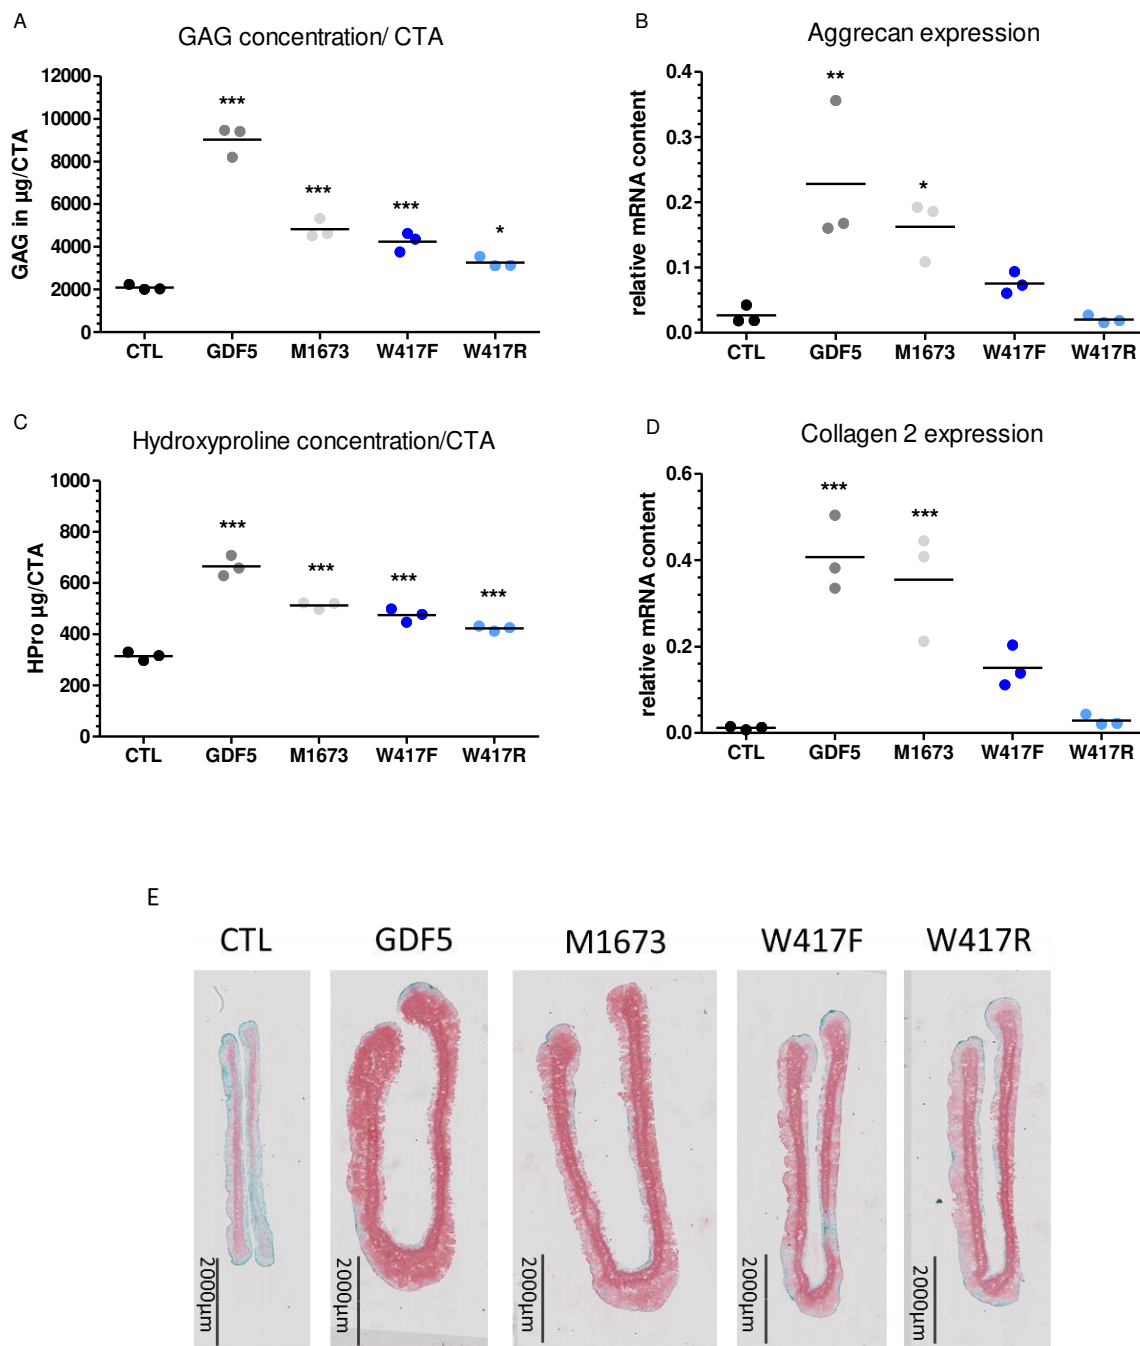 A
GAG concentration/ CTA
GAG in µg/CTA
12000
10000
8000
6000
4000
2000
0
***
***
***
*
CTL GDF5 M1673 W417F W417R
B
Aggrecan expression
relative mRNA content
0.4
0.3
0.2
0.1
0.0
**
*
CTL GDF5 M1673 W417F W417R
C
Hydroxyproline concentration/CTA
HPro µg/CTA
1000
800
600
400
200
0
***
***
***
***
CTL GDF5 M1673 W417F W417R
D
Collagen 2 expression
relative mRNA content
0.6
0.4
0.2
0.0
***
***
CTL GDF5 M1673 W417F W417R
E
CTL GDF5 M1673 W417F W417R
2000µm 2000µm 2000µm 2000µm 2000µm